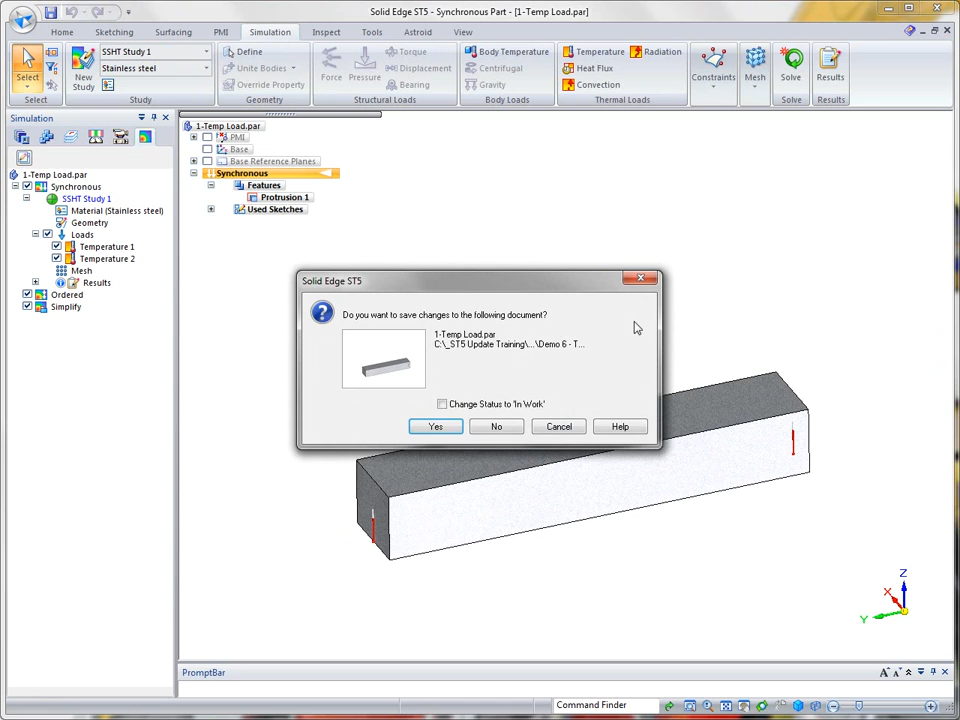 Solid Edge ST5 - Synchronous Part - [1-Temp Load.par]
Home Sketching Surfacing PMI Simulation Inspect Tools Astroid View
Select
Select
New Study
SSHT Study 1
Stainless steel
Study
Define
Unite Bodies
Override Property
Geometry
Force
Pressure
Torque
Displacement
Bearing
Structural Loads
Body Temperature
Centrifugal
Gravity
Body Loads
Temperature
Radiation
Heat Flux
Convection
Thermal Loads
Constraints
Mesh
Solve
Solve
Results
Results
Simulation
1-Temp Load.par
Synchronous
SSHT Study 1
Material (Stainless steel)
Geometry
Loads
Temperature 1
Temperature 2
Mesh
Results
Ordered
Simplify
1-Temp Load.par
PMI
Base
Base Reference Planes
Synchronous
Features
Protrusion 1
Used Sketches
Solid Edge ST5
Do you want to save changes to the following document?
1-Temp Load.par
C:\_ST5 Update Training\...\Demo 6 - T...
Change Status to 'In Work'
Yes No Cancel Help
Z
X
Y
PromptBar
Command Finder